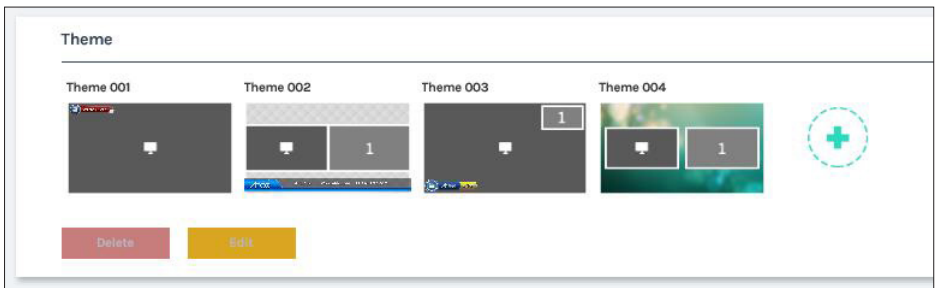 Theme
Theme 001
Theme 002
Theme 003
Theme 004
1
1
1
Delete
Edit